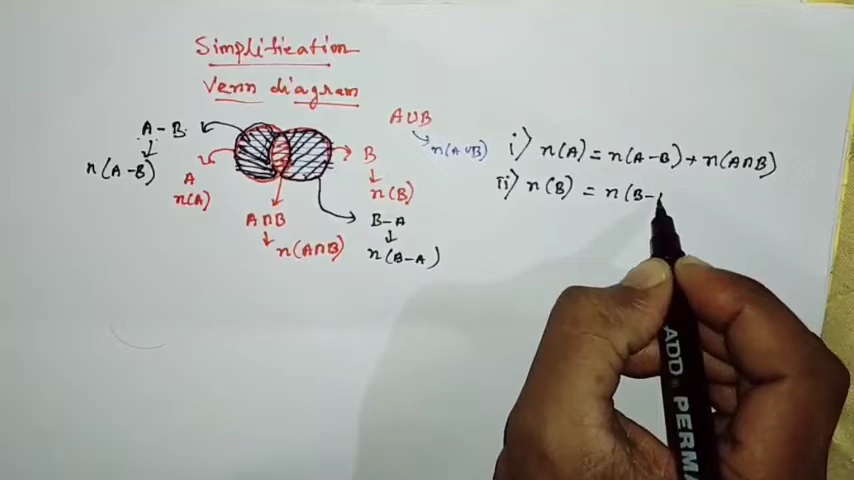 Simplification
Venn diagram
A-B
n(A-B)
A
n(A)
A∩B
n(A∩B)
A∪B
n(A∪B)
B
n(B)
B-A
n(B-A)
i) n(A) = n(A-B) + n(A∩B)
ii) n(B) = n(B-
ADD
PERMA